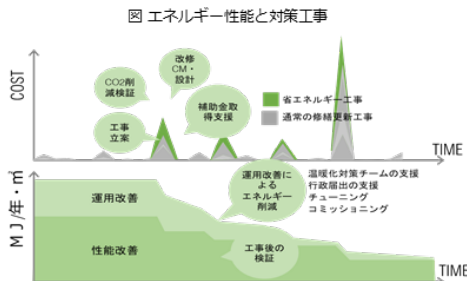 図 エネルギー性能と対策工事
COST
改修
CM・
設計
CO2削
減検証
補助金取
得支援
工事
立案
省エネルギー工事
通常の修繕更新工事
TIME
MJ/年・㎡
運用改善
性能改善
運用改善に
よる
エネルギー
削減
工事後の
検証
温暖化対策チームの支援
行政届出の支援
チューニング
コミッショニング
TIME